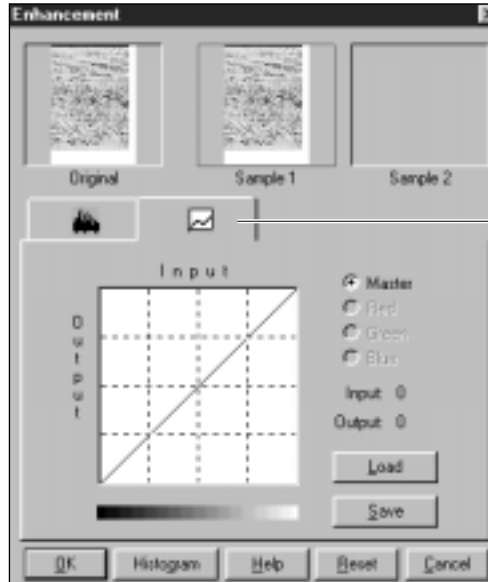 Enhancement
Original
Sample 1
Sample 2
Input
Output
Master
Red
Green
Blue
Input: 0
Output: 0
Load
Save
OK
Histogram
Help
Reset
Cancel